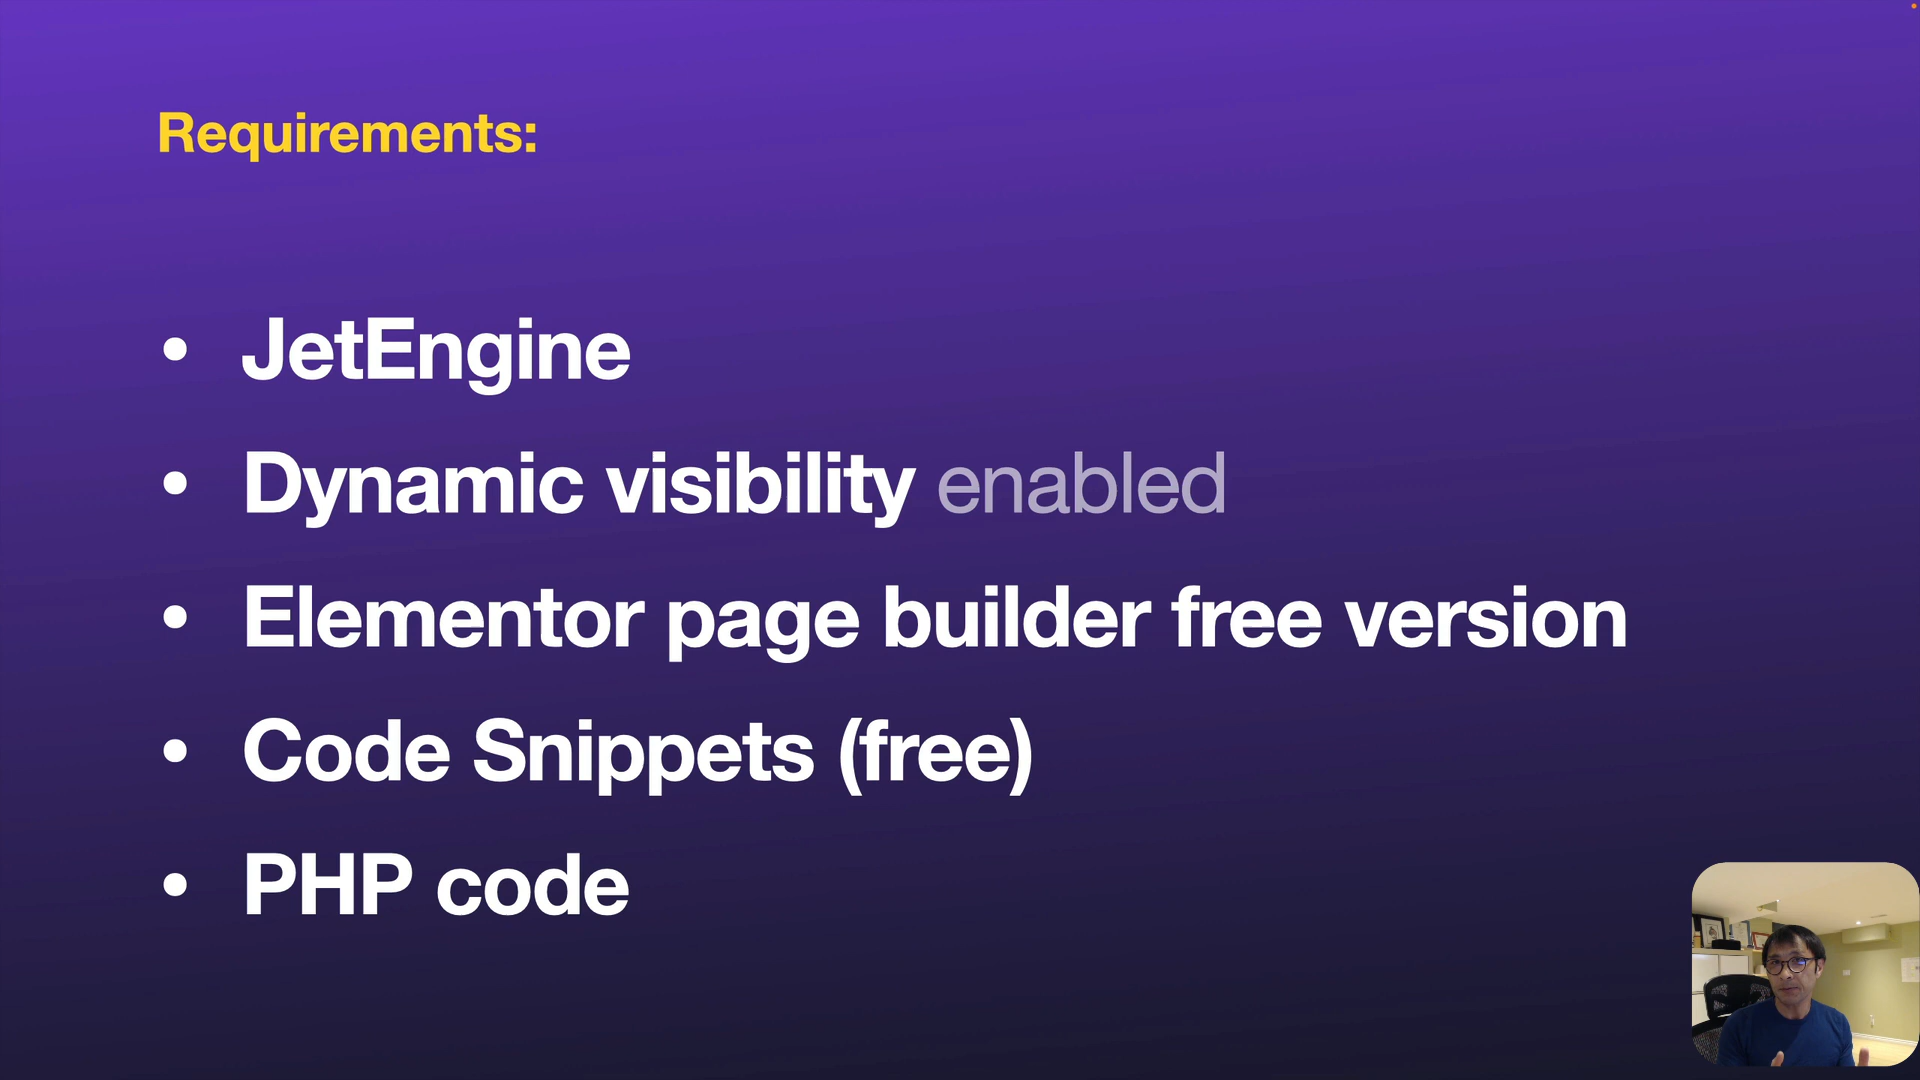 Requirements:
• JetEngine
• Dynamic visibility enabled
• Elementor page builder free version
• Code Snippets (free)
• PHP code